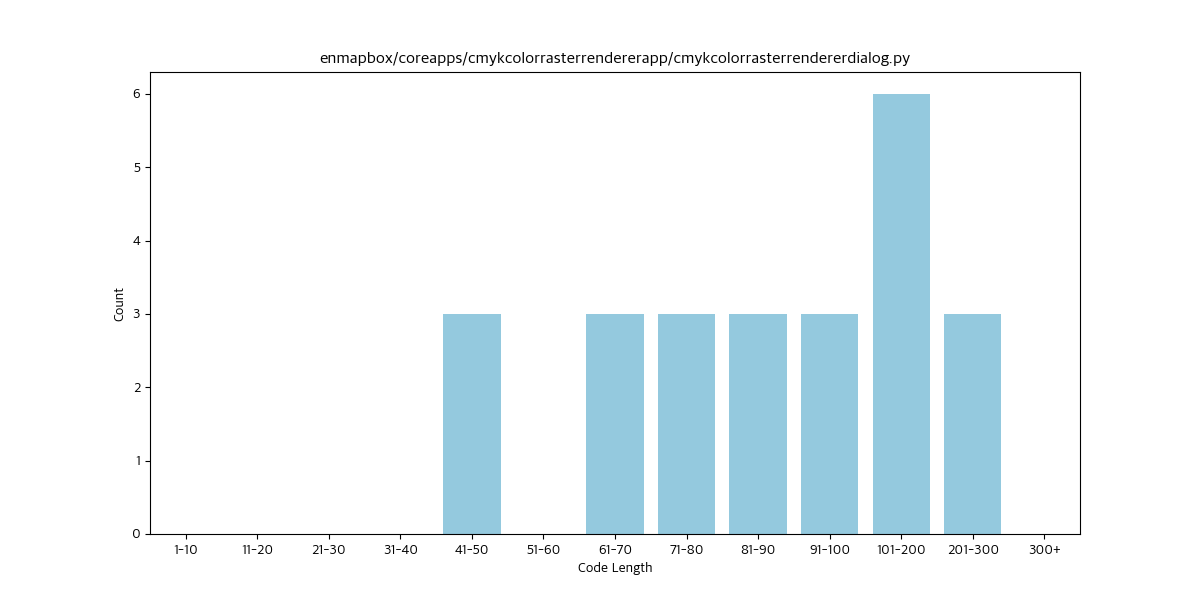 enmapbox/coreapps/cmykcolorrasterrendererapp/cmykcolorrasterrendererdialog.py
6
5
4
3
2
1
0
Count
1-10 11-20 21-30 31-40 41-50 51-60 61-70 71-80 81-90 91-100 101-200 201-300 300+
Code Length